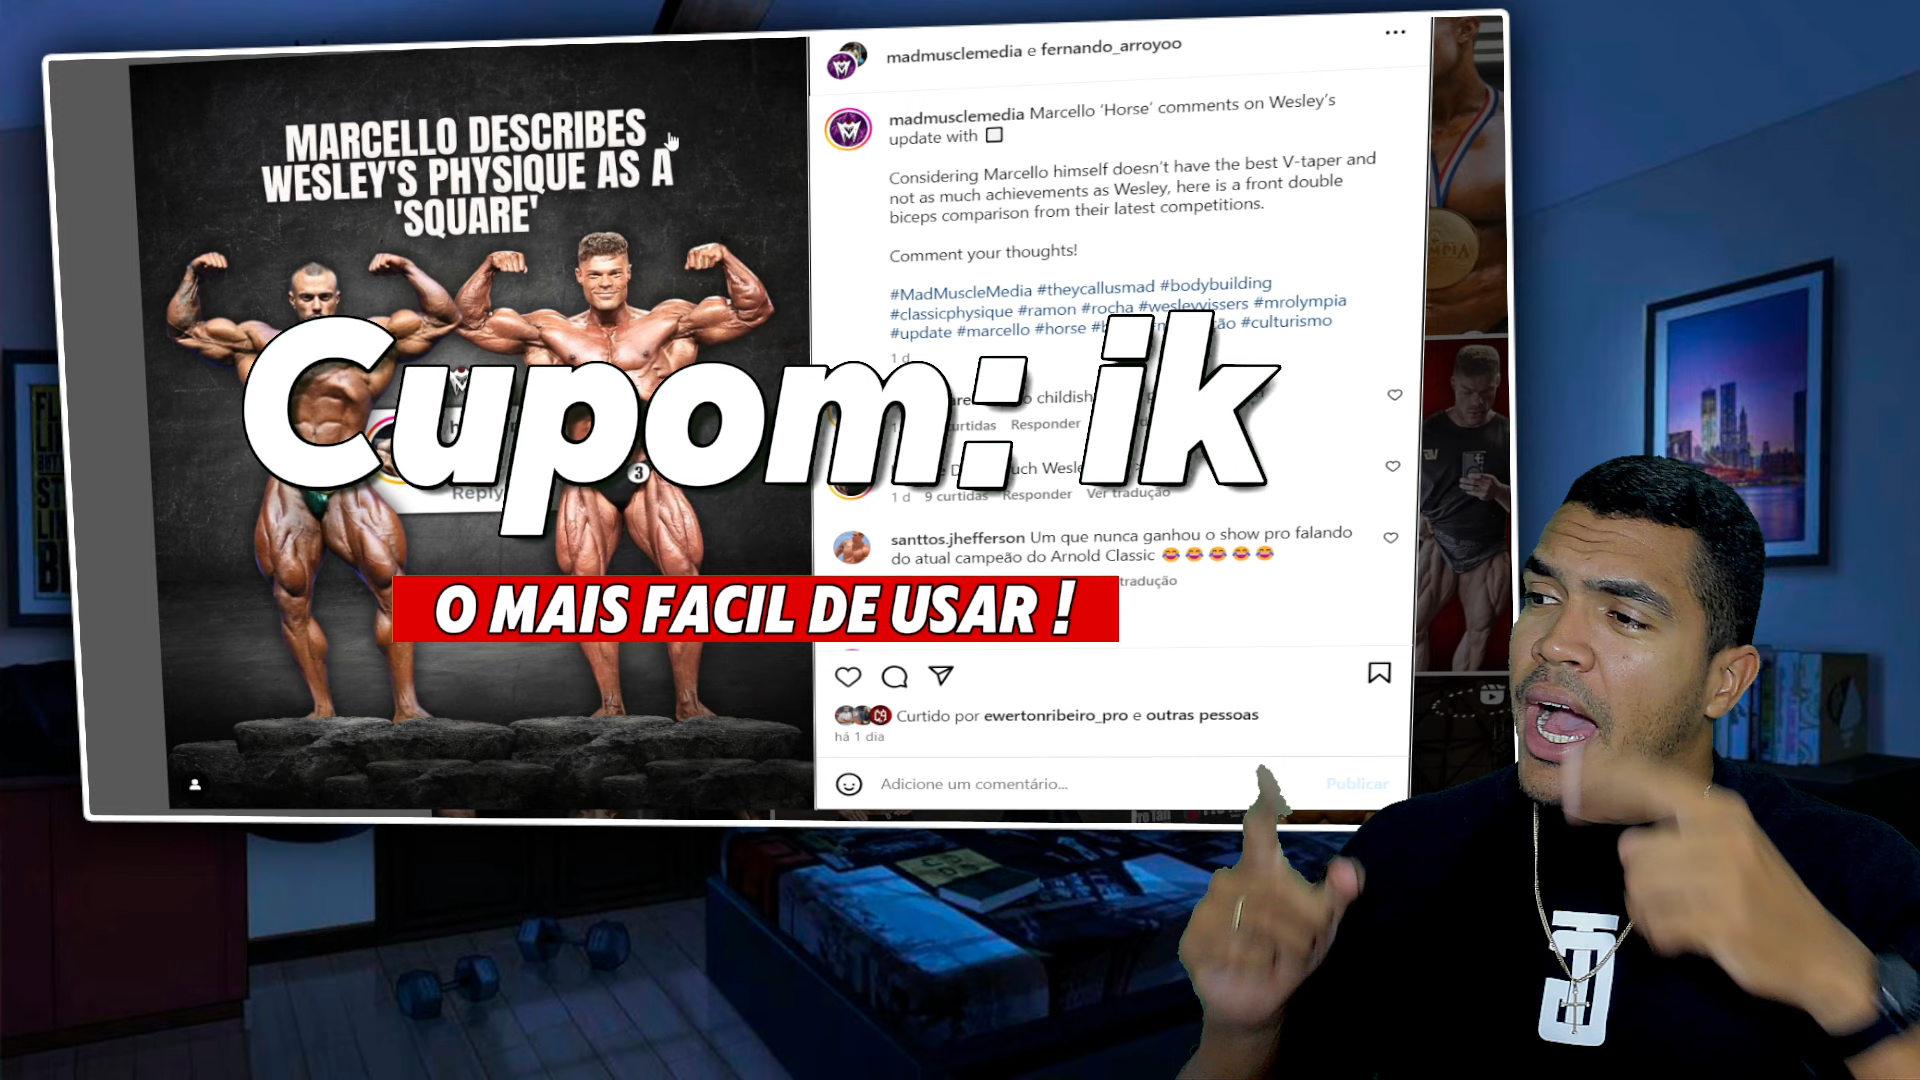 MARCELLO DESCRIBES
WESLEY'S PHYSIQUE AS A
'SQUARE'
madmusclemedia e fernando_arroyoo
madmusclemedia Marcello ‘Horse’ comments on Wesley’s
update with
Considering Marcello himself doesn’t have the best V-taper and
not as much achievements as Wesley, here is a front double
biceps comparison from their latest competitions.
Comment your thoughts!
#MadMuscleMedia #theycallusmad #bodybuilding
#classicphysique #ramon #rocha #wesleyvissers #mrolympia
#update #marcello #horse #culturismo
1 d
childish
Responder
Cupom: ik
Reply
3
1 d 9 curtidas Responder Ver tradução
santtos.jhefferson Um que nunca ganhou o show pro falando
do atual campeão do Arnold Classic 😂😂😂😂😂
tradução
O MAIS FACIL DE USAR !
Curtido por ewertonribeiro_pro e outras pessoas
há 1 dia
Adicione um comentário...
Publicar